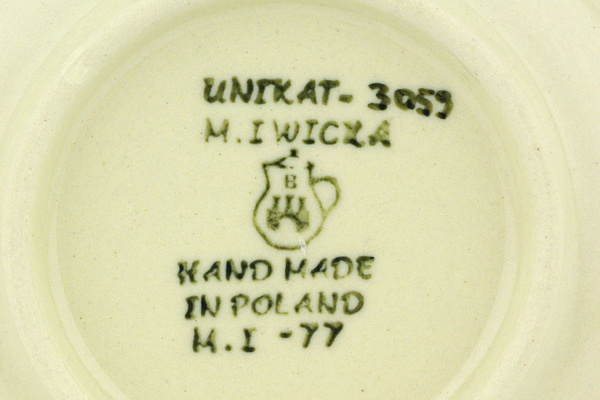 UNIKAT- 3059
M. IWICKA
B
HAND MADE
IN POLAND
M.I -77